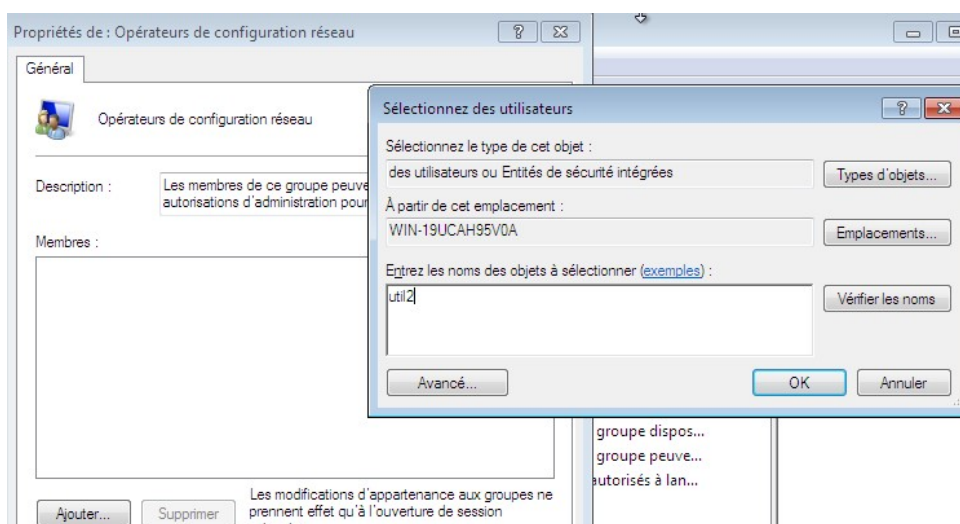 Propriétés de : Opérateurs de configuration réseau
Général
Opérateurs de configuration réseau
Description :
Les membres de ce groupe peuve
autorisations d'administration pour
Membres :
Ajouter...
Supprimer
Les modifications d'appartenance aux groupes ne
prennent effet qu'à l'ouverture de session
Sélectionnez des utilisateurs
Sélectionnez le type de cet objet :
des utilisateurs ou Entités de sécurité intégrées
Types d'objets...
À partir de cet emplacement :
WIN-19UCAH95V0A
Emplacements...
Entrez les noms des objets à sélectionner (exemples) :
util2
Vérifier les noms
Avancé...
OK
Annuler
groupe dispos...
groupe peuve...
autorisés à lan...